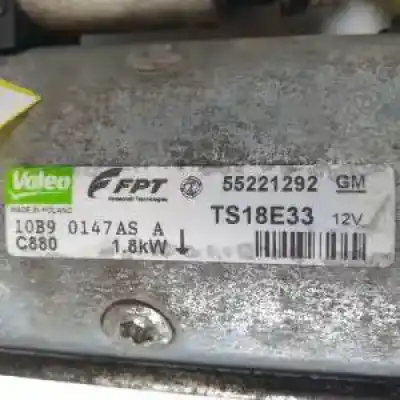 Valeo FPT 55221292 GM
Powertrain Technologies
MADE IN POLAND TS18E33 12V
10B9 0147AS A
C880 1.8kW ↓